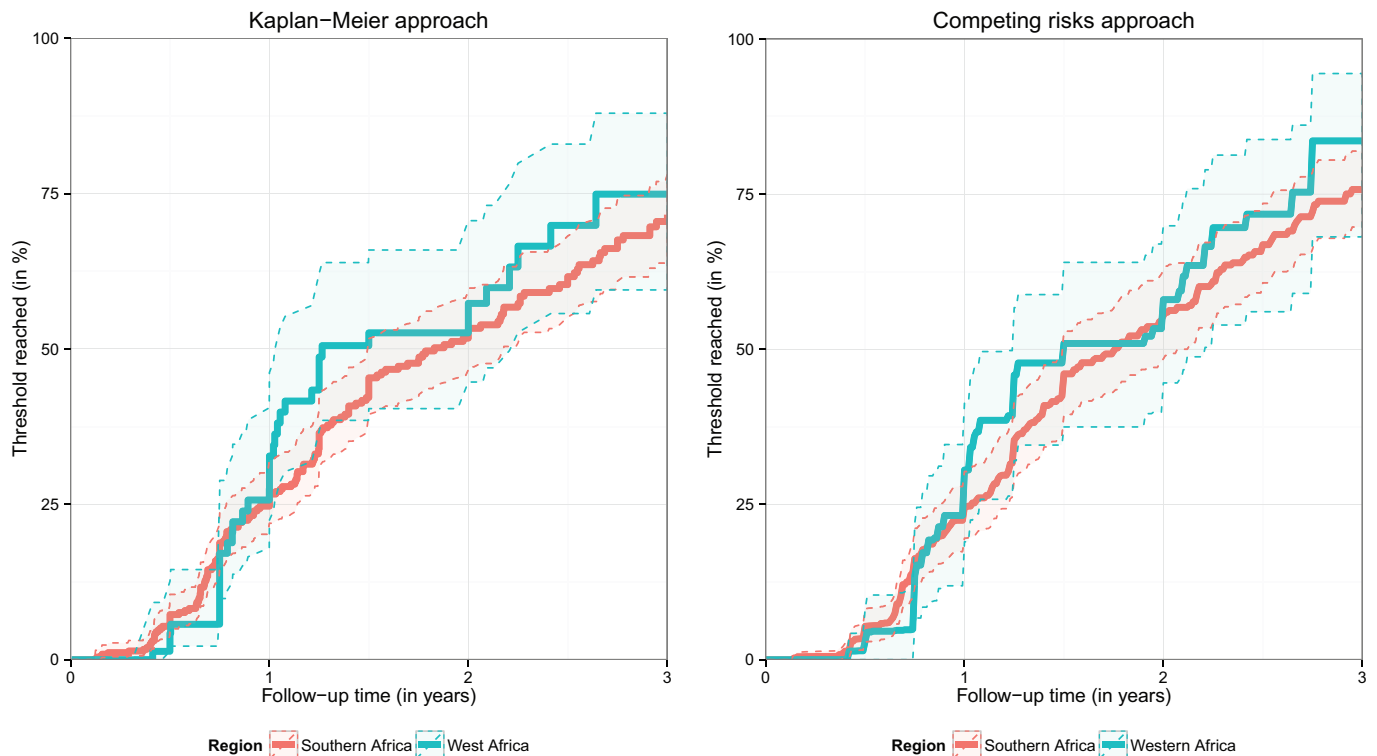 Kaplan−Meier approach
Threshold reached (in %)
100
75
50
25
0
0 1 2 3
Follow−up time (in years)
Region Southern Africa West Africa
Competing risks approach
Threshold reached (in %)
100
75
50
25
0
0 1 2 3
Follow−up time (in years)
Region Southern Africa Western Africa